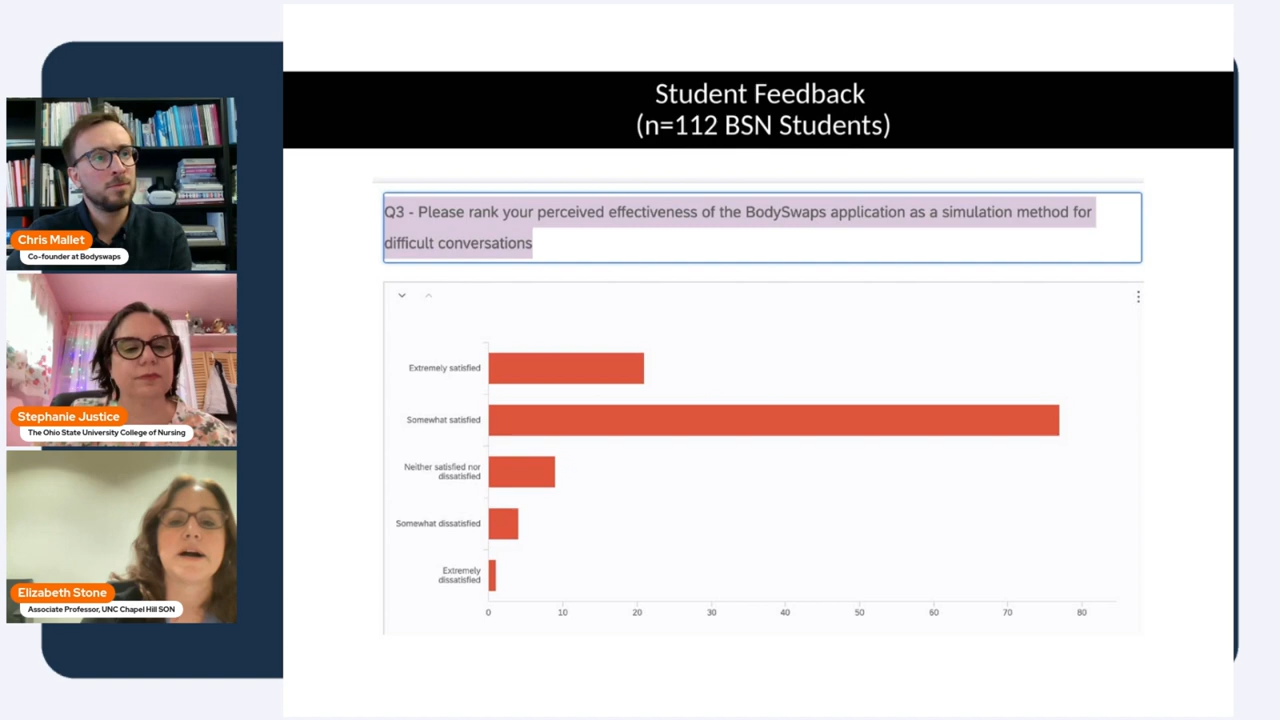 Student Feedback
(n=112 BSN Students)
Q3 - Please rank your perceived effectiveness of the BodySwaps application as a simulation method for
difficult conversations
Extremely satisfied
Somewhat satisfied
Neither satisfied nor
dissatisfied
Somewhat dissatisfied
Extremely
dissatisfied
0 10 20 30 40 50 60 70 80
Chris Mallet
Co-founder at Bodyswaps
Stephanie Justice
The Ohio State University College of Nursing
Elizabeth Stone
Associate Professor, UNC Chapel Hill SON